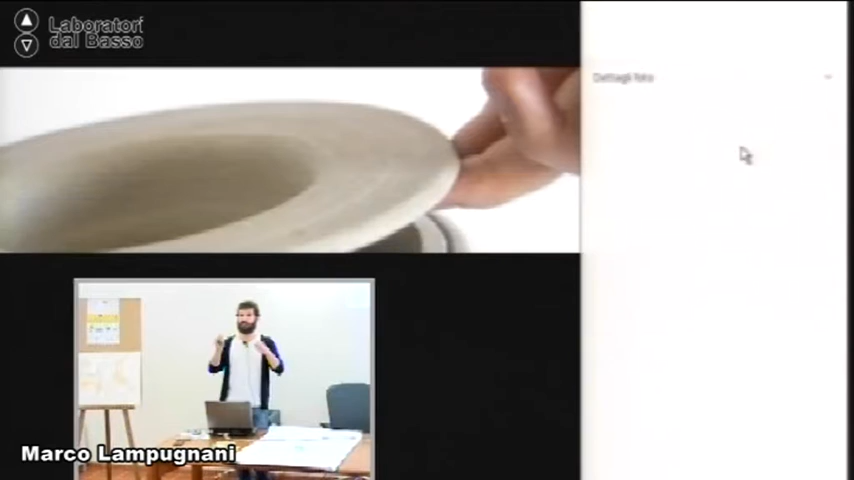 Laboratori
dal Basso
Dettagli foto
Marco Lampugnani